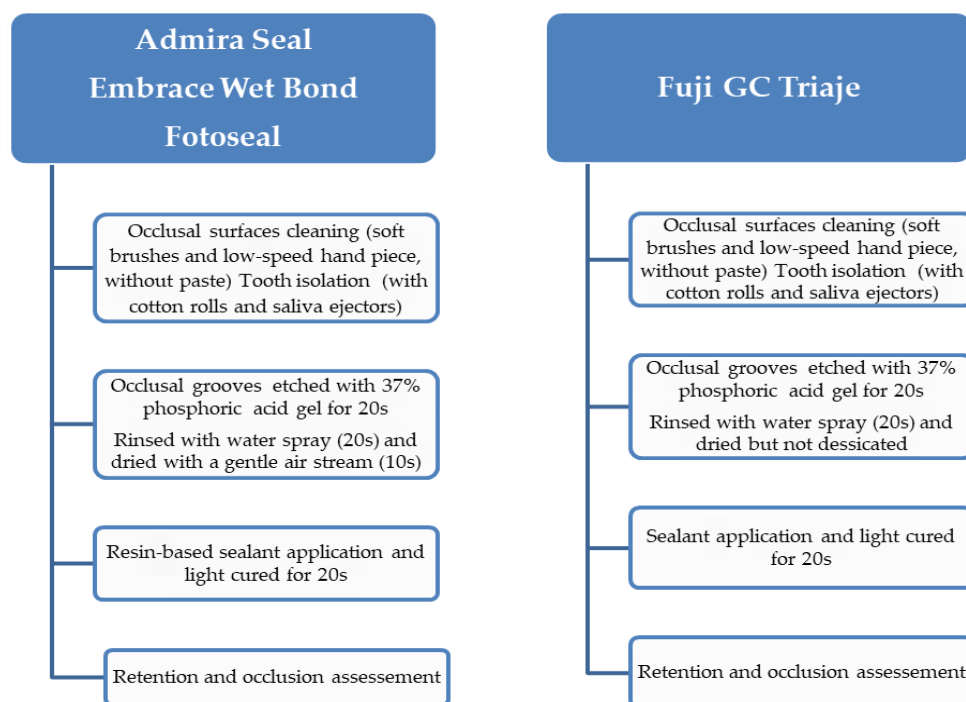 Admira Seal
Embrace Wet Bond
Fotoseal
Occlusal surfaces cleaning (soft
brushes and low-speed hand piece,
without paste) Tooth isolation (with
cotton rolls and saliva ejectors)
Occlusal grooves etched with 37%
phosphoric acid gel for 20s
Rinsed with water spray (20s) and
dried with a gentle air stream (10s)
Resin-based sealant application and
light cured for 20s
Retention and occlusion assessement
Fuji GC Triaje
Occlusal surfaces cleaning (soft
brushes and low-speed hand piece,
without paste) Tooth isolation (with
cotton rolls and saliva ejectors)
Occlusal grooves etched with 37%
phosphoric acid gel for 20s
Rinsed with water spray (20s) and
dried but not dessicated
Sealant application and light cured
for 20s
Retention and occlusion assessement